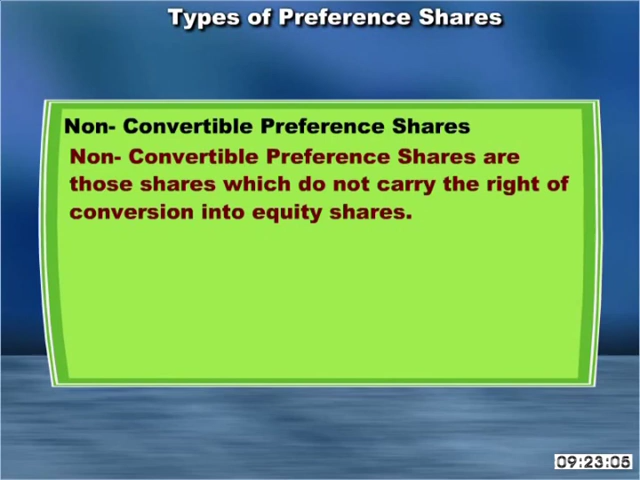 Types of Preference Shares
Non- Convertible Preference Shares
Non- Convertible Preference Shares are
those shares which do not carry the right of
conversion into equity shares.
09:23:05